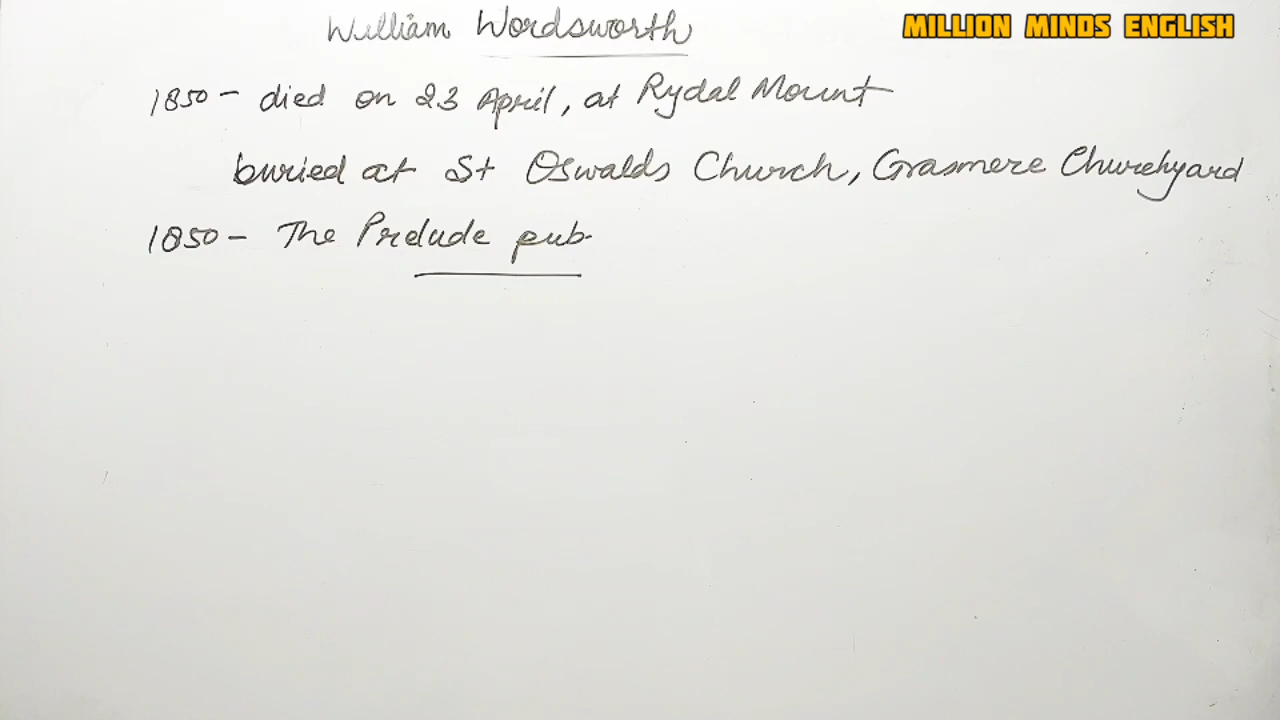 William Wordsworth
MILLION MINDS ENGLISH
1850 - died on 23 April, at Rydal Mount
buried at St Oswalds Church, Grasmere Churchyard
1850 - The Prelude pub.